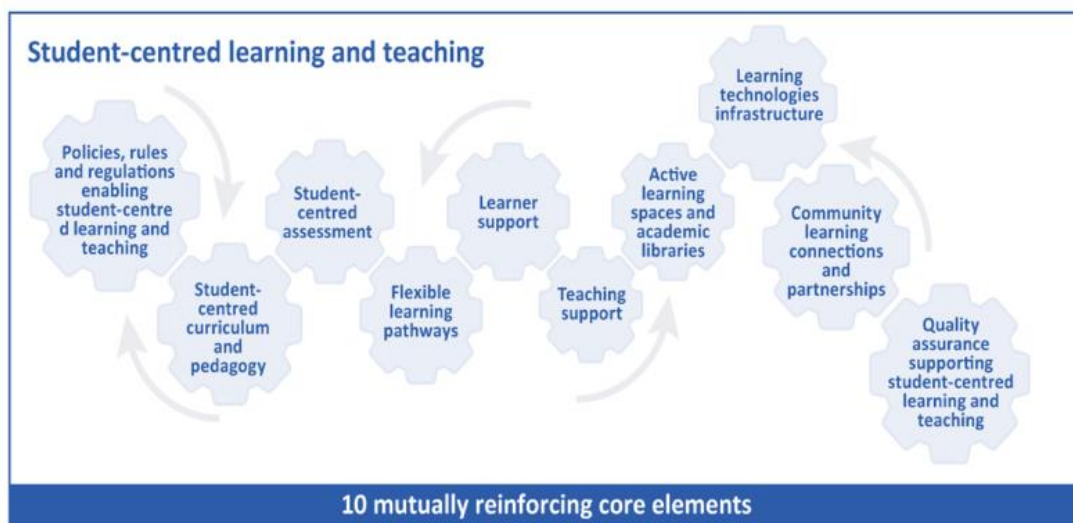 Student-centred learning and teaching
Policies, rules
and regulations
enabling
student-centre
d learning and
teaching
Student-
centred
curriculum
and
pedagogy
Student-
centred
assessment
Flexible
learning
pathways
Learner
support
Teaching
support
Active
learning
spaces and
academic
libraries
Learning
technologies
infrastructure
Community
learning
connections
and
partnerships
Quality
assurance
supporting
student-centred
learning and
teaching
10 mutually reinforcing core elements